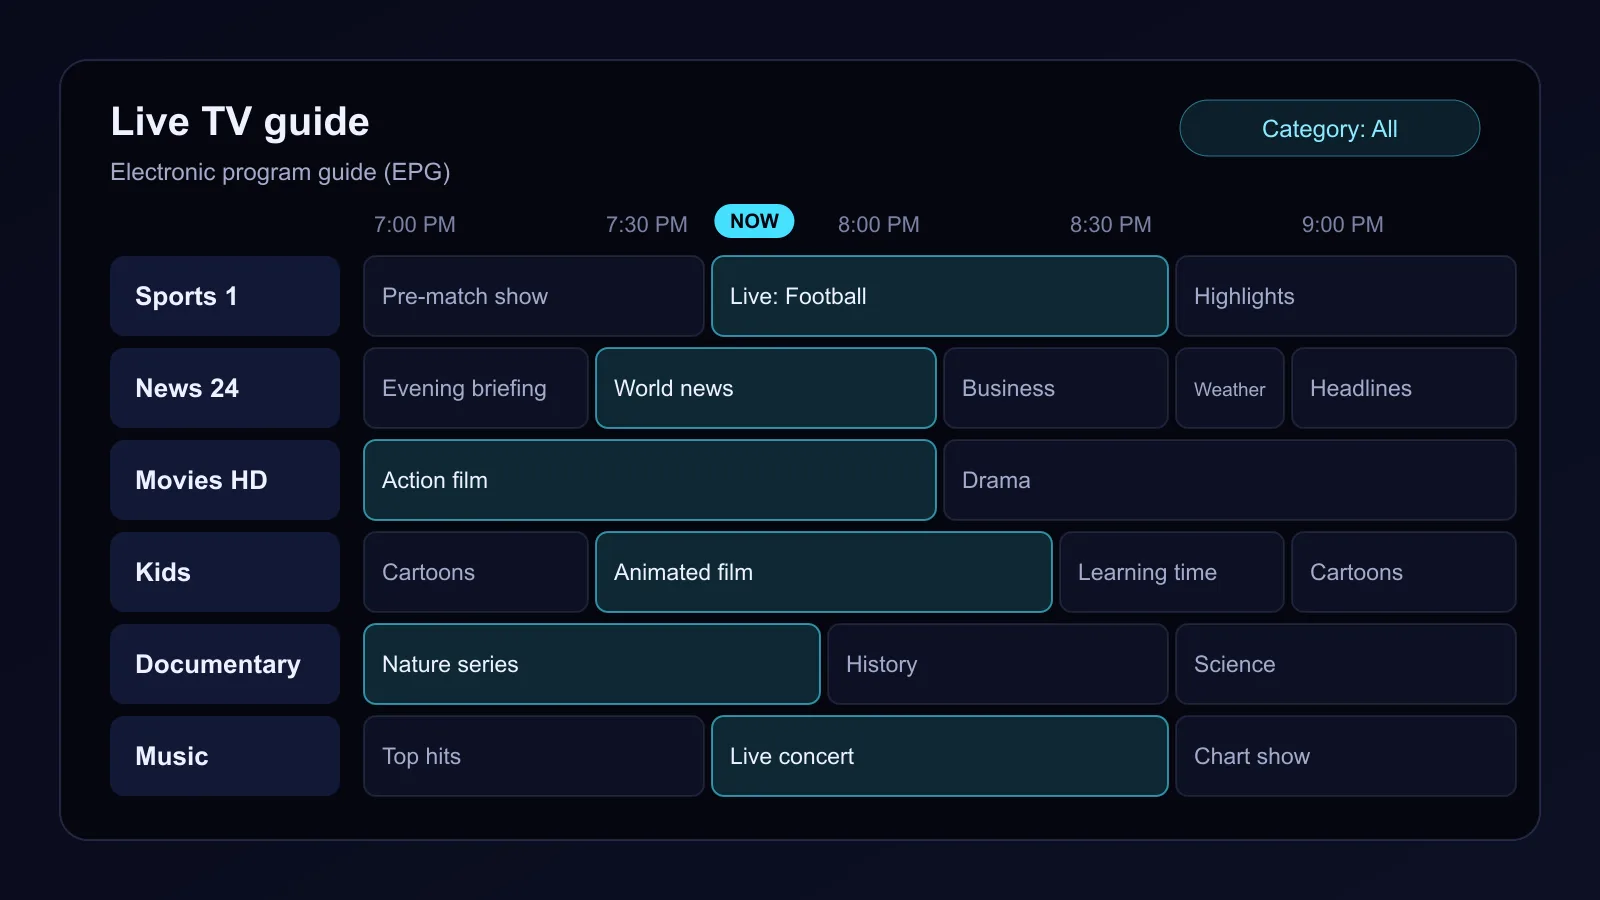 Live TV guide
Category: All
Electronic program guide (EPG)
7:00 PM 7:30 PM NOW 8:00 PM 8:30 PM 9:00 PM
Sports 1 Pre-match show Live: Football Highlights
News 24 Evening briefing World news Business Weather Headlines
Movies HD Action film Drama
Kids Cartoons Animated film Learning time Cartoons
Documentary Nature series History Science
Music Top hits Live concert Chart show